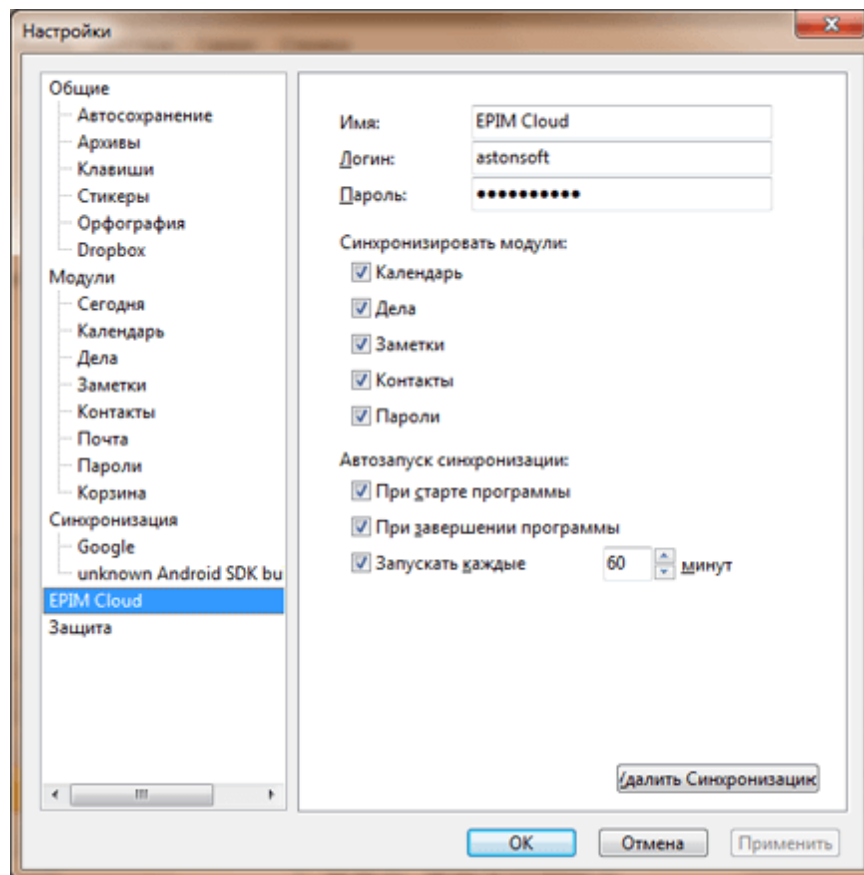 Настройки
Общие
Автосохранение
Архивы
Клавиши
Стикеры
Орфография
Dropbox
Модули
Сегодня
Календарь
Дела
Заметки
Контакты
Почта
Пароли
Корзина
Синхронизация
Google
unknown Android SDK bu
EPIM Cloud
Защита
Имя: EPIM Cloud
Логин: astonsoft
Пароль: ●●●●●●●●●●
Синхронизировать модули:
Календарь
Дела
Заметки
Контакты
Пароли
Автозапуск синхронизации:
При старте программы
При завершении программы
Запускать каждые 60 минут
далить Синхронизацию
OK Отмена Применить